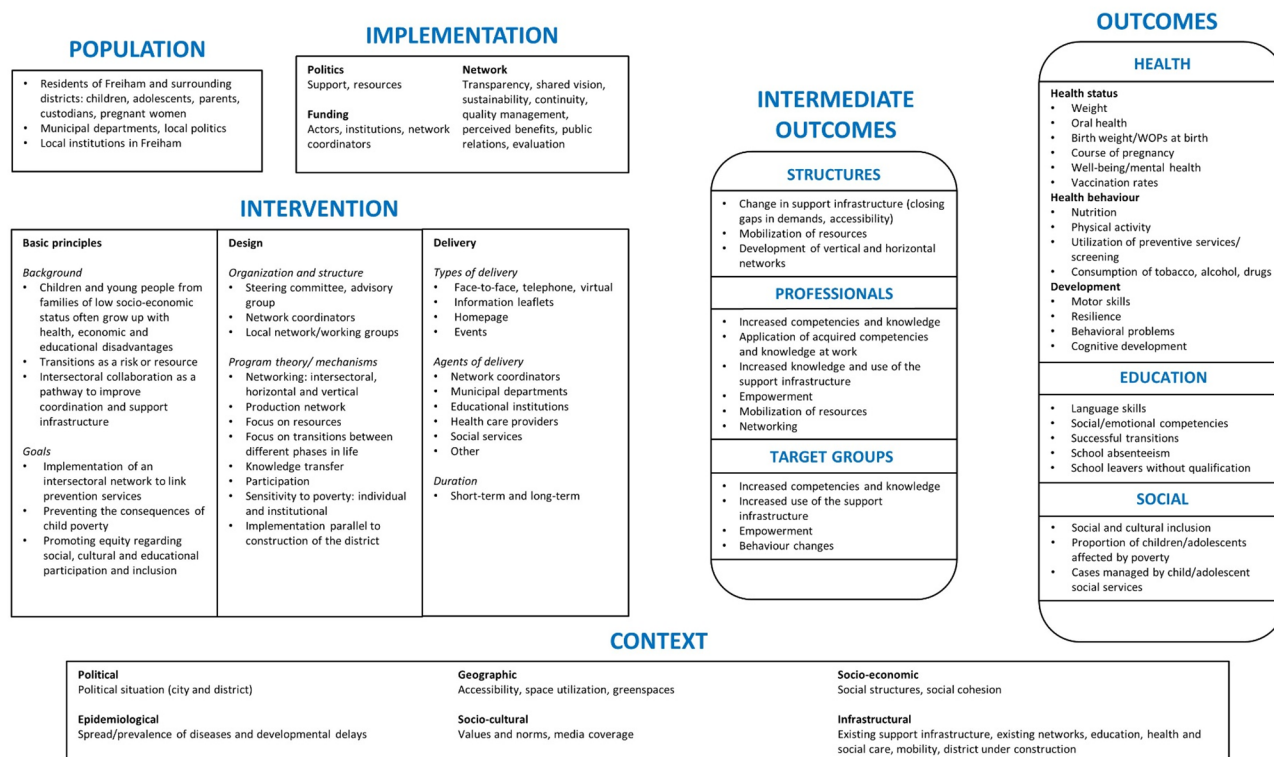 POPULATION
• Residents of Freiham and surrounding
districts: children, adolescents, parents,
custodians, pregnant women
• Municipal departments, local politics
• Local institutions in Freiham
IMPLEMENTATION
Politics
Support, resources
Funding
Actors, institutions, network
coordinators
Network
Transparency, shared vision,
sustainability, continuity,
quality management,
perceived benefits, public
relations, evaluation
INTERVENTION
Basic principles
Background
• Children and young people from
families of low socio-economic
status often grow up with
health, economic and
educational disadvantages
• Transitions as a risk or resource
• Intersectoral collaboration as a
pathway to improve
coordination and support
infrastructure
Goals
• Implementation of an
intersectoral network to link
prevention services
• Preventing the consequences of
child poverty
• Promoting equity regarding
social, cultural and educational
participation and inclusion
Design
Organization and structure
• Steering committee, advisory
group
• Network coordinators
• Local network/working groups
Program theory/ mechanisms
• Networking: intersectoral,
horizontal and vertical
• Production network
• Focus on resources
• Focus on transitions between
different phases in life
• Knowledge transfer
• Participation
• Sensitivity to poverty: individual
and institutional
• Implementation parallel to
construction of the district
Delivery
Types of delivery
• Face-to-face, telephone, virtual
• Information leaflets
• Homepage
• Events
Agents of delivery
• Network coordinators
• Municipal departments
• Educational institutions
• Health care providers
• Social services
• Other
Duration
• Short-term and long-term
INTERMEDIATE
OUTCOMES
STRUCTURES
• Change in support infrastructure (closing
gaps in demands, accessibility)
• Mobilization of resources
• Development of vertical and horizontal
networks
PROFESSIONALS
• Increased competencies and knowledge
• Application of acquired competencies
and knowledge at work
• Increased knowledge and use of the
support infrastructure
• Empowerment
• Mobilization of resources
• Networking
TARGET GROUPS
• Increased competencies and knowledge
• Increased use of the support
infrastructure
• Empowerment
• Behaviour changes
OUTCOMES
HEALTH
Health status
• Weight
• Oral health
• Birth weight/WOPs at birth
• Course of pregnancy
• Well-being/mental health
• Vaccination rates
Health behaviour
• Nutrition
• Physical activity
• Utilization of preventive services/
screening
• Consumption of tobacco, alcohol, drugs
Development
• Motor skills
• Resilience
• Behavioral problems
• Cognitive development
EDUCATION
• Language skills
• Social/emotional competencies
• Successful transitions
• School absenteeism
• School leavers without qualification
SOCIAL
• Social and cultural inclusion
• Proportion of children/adolescents
affected by poverty
• Cases managed by child/adolescent
social services
CONTEXT
Political
Political situation (city and district)
Epidemiological
Spread/prevalence of diseases and developmental delays
Geographic
Accessibility, space utilization, greenspaces
Socio-cultural
Values and norms, media coverage
Socio-economic
Social structures, social cohesion
Infrastructural
Existing support infrastructure, existing networks, education, health and
social care, mobility, district under construction